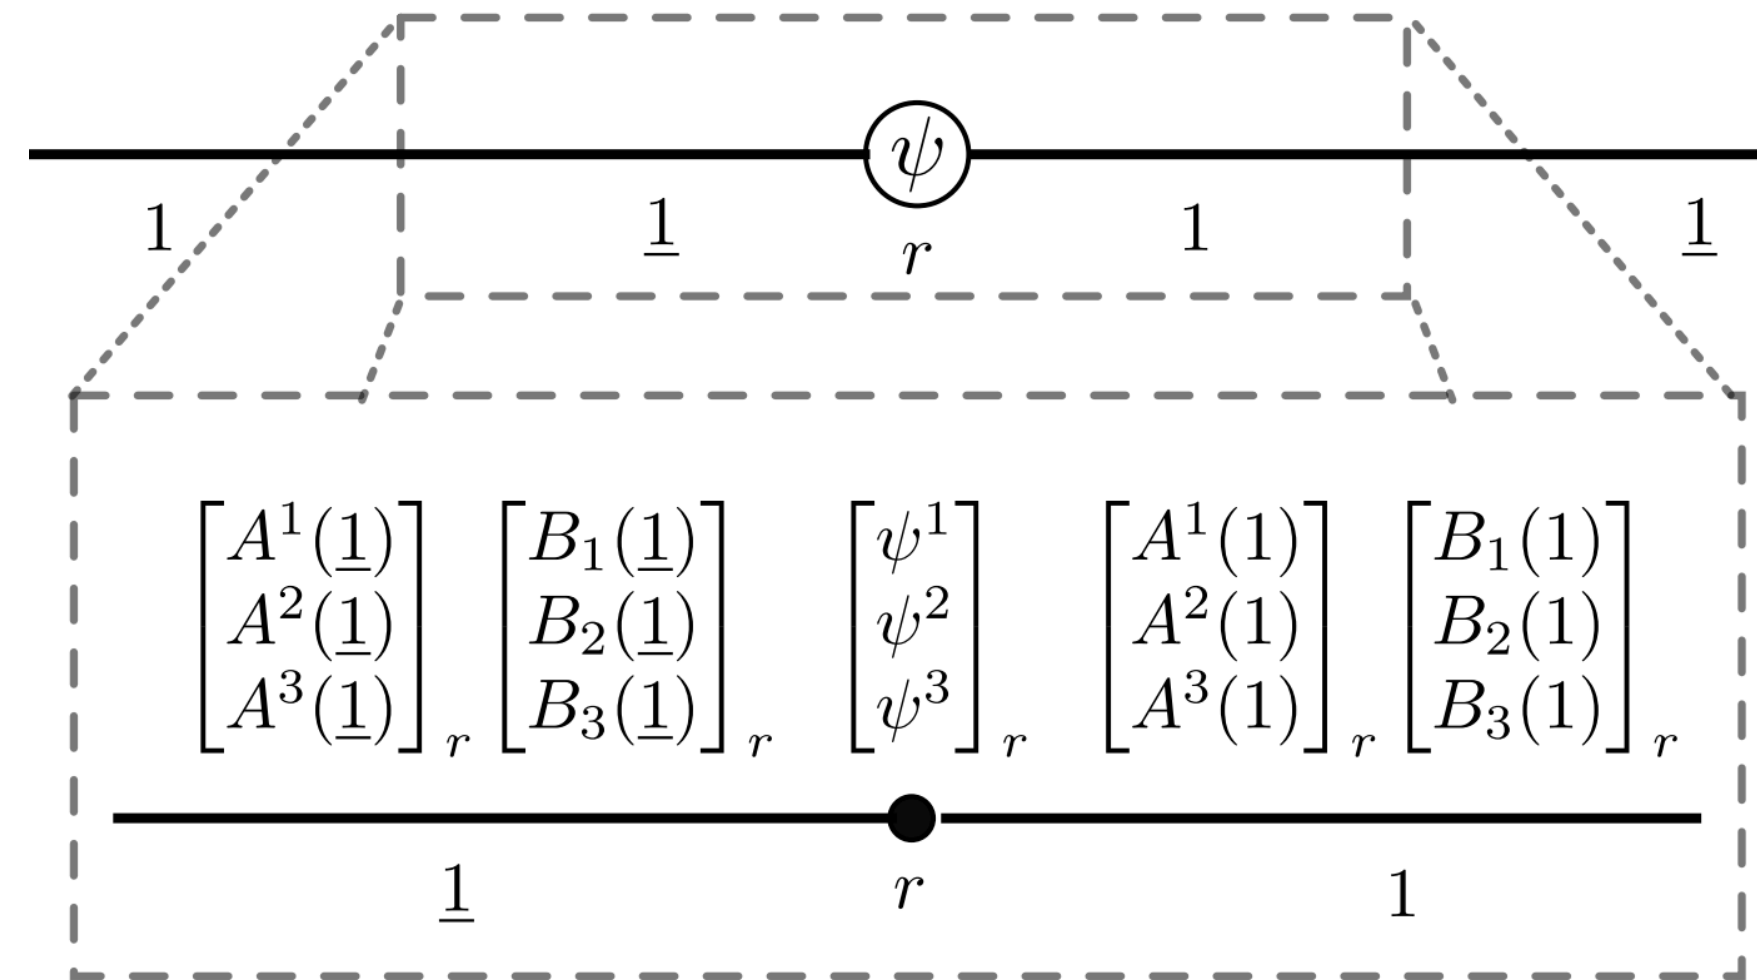 ψ
1 1̲ r 1 1̲
[A¹(1̲) A²(1̲) A³(1̲)]ᵣ [B₁(1̲) B₂(1̲) B₃(1̲)]ᵣ [ψ¹ ψ² ψ³]ᵣ [A¹(1) A²(1) A³(1)]ᵣ [B₁(1) B₂(1) B₃(1)]ᵣ
1̲ r 1